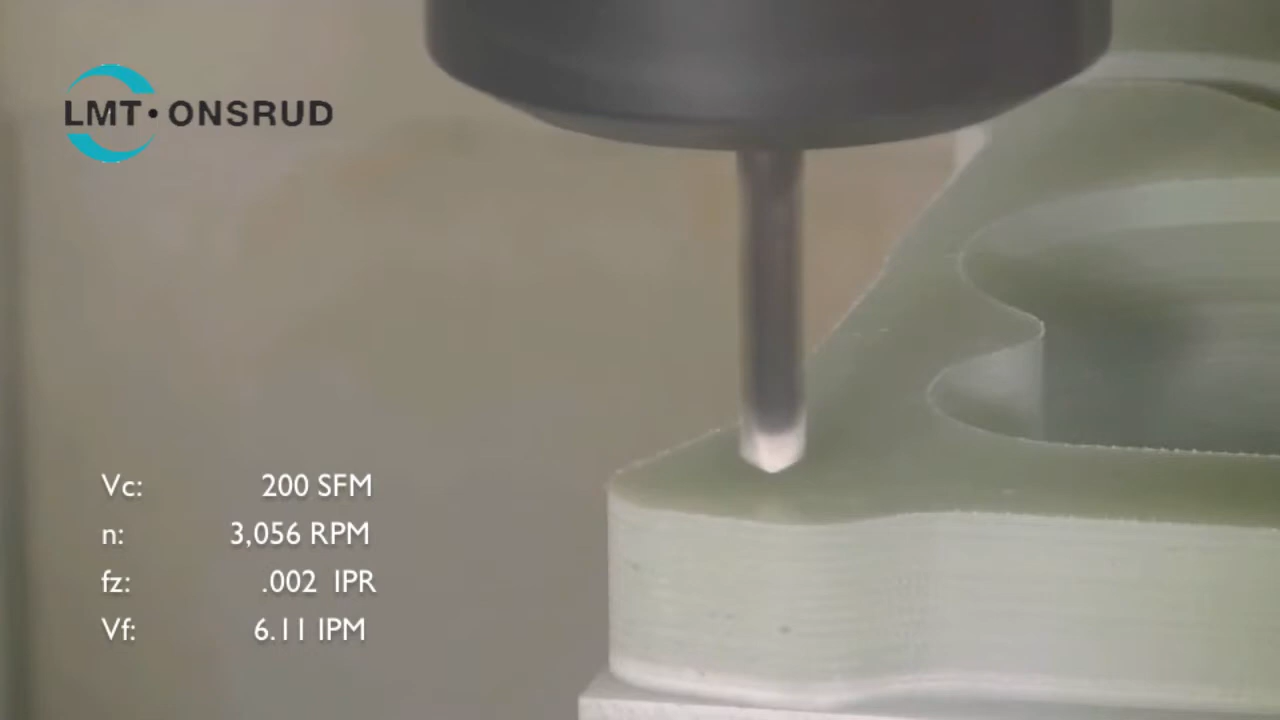 LMT • ONSRUD
Vc: 200 SFM
n: 3,056 RPM
fz: .002 IPR
Vf: 6.11 IPM